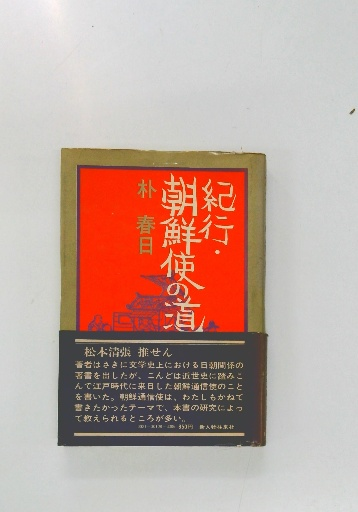 紀行・
朝鮮使の道
朴 春日
松本清張 推せん
著者はさきに文学史上における日朝関係の
著書を出したが、こんどは近世史に踏みこ
んで江戸時代に来日した朝鮮通信使のこと
を書いた。朝鮮通信使は、わたしもかねて
書きたかったテーマで、本書の研究によっ
て教えられるところが多い。
850円 新人物往来社